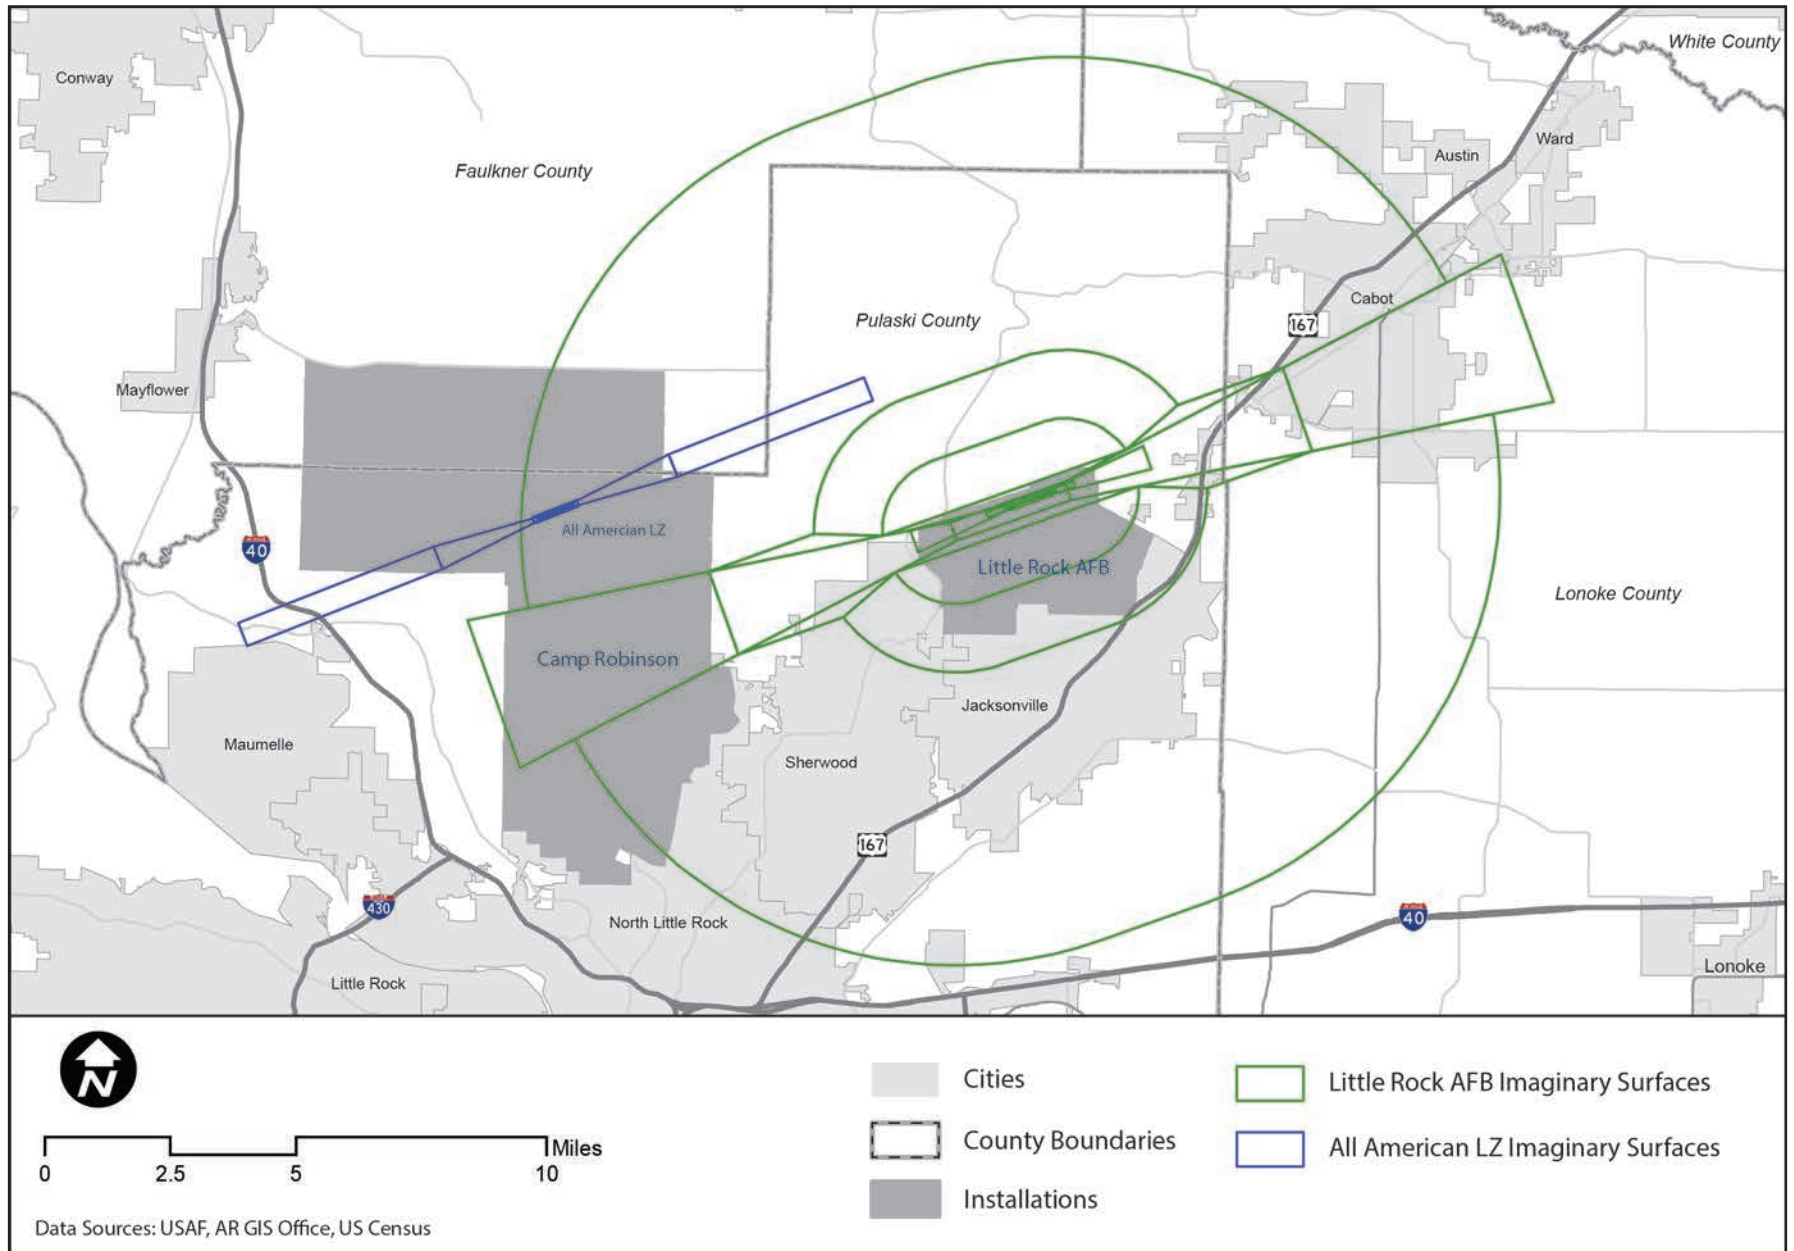 White County
Conway
Ward
Austin
Faulkner County
Cabot
Pulaski County
167
Mayflower
All Amercian LZ
40
Little Rock AFB
Lonoke County
Camp Robinson
Jacksonville
Maumelle
Sherwood
167
430
North Little Rock
40
Lonoke
Little Rock
N
Cities
Little Rock AFB Imaginary Surfaces
County Boundaries
All American LZ Imaginary Surfaces
Miles
0 2.5 5 10
Installations
Data Sources: USAF, AR GIS Office, US Census